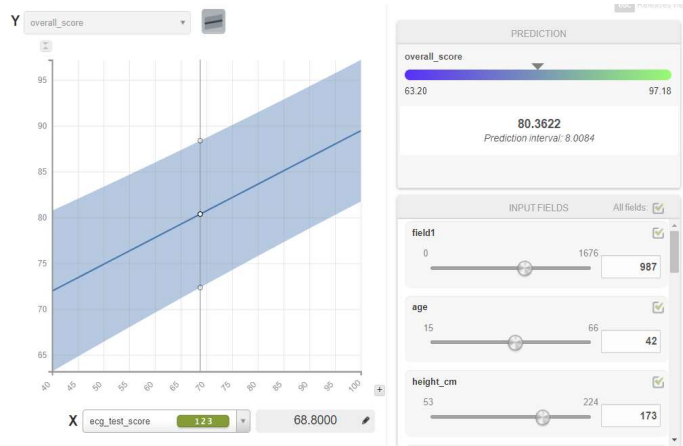 Y
overall_score
95
90
85
80
75
70
65
40
45
50
55
60
65
70
75
80
85
90
95
100
+
X ecg_test_score 123 68.8000
PREDICTION
overall_score
63.20 97.18
80.3622
Prediction interval: 8.0084
INPUT FIELDS All fields:
field1
0 1676
987
age
15 66
42
height_cm
53 224
173